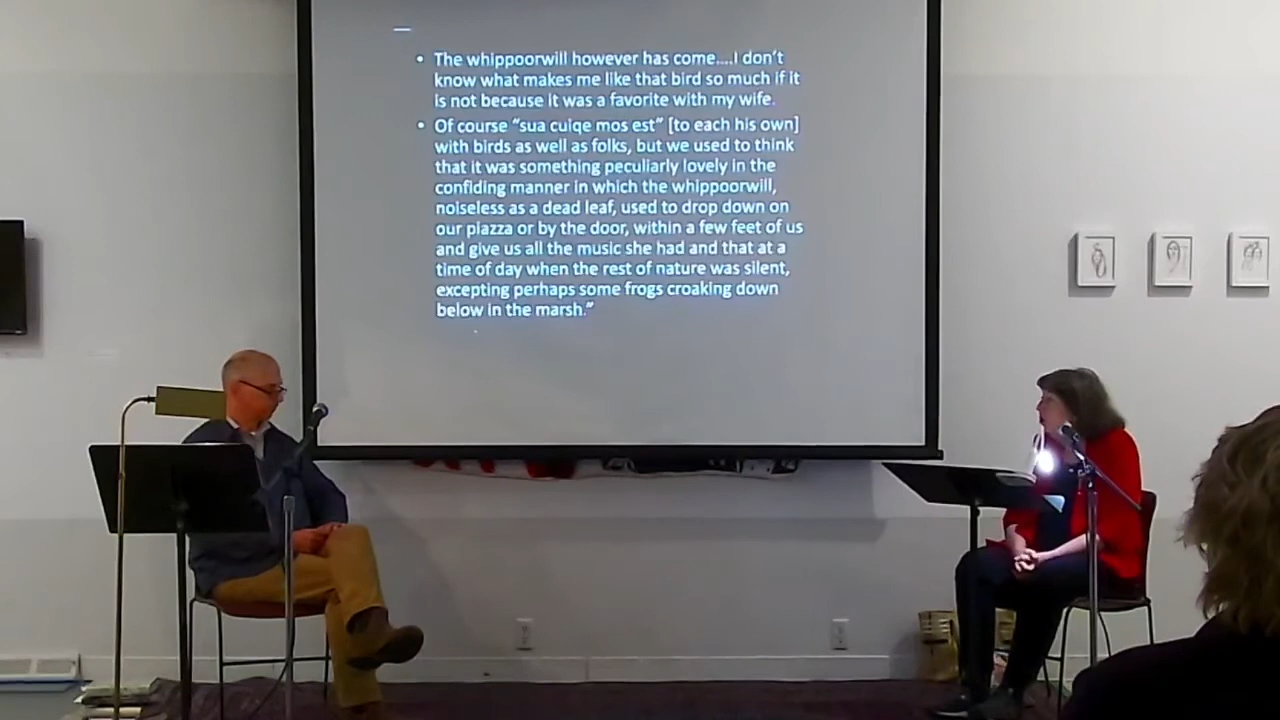 • The whippoorwill however has come....I don't
know what makes me like that bird so much if it
is not because it was a favorite with my wife.
• Of course "sua cuiqe mos est" [to each his own]
with birds as well as folks, but we used to think
that it was something peculiarly lovely in the
confiding manner in which the whippoorwill,
noiseless as a dead leaf, used to drop down on
our piazza or by the door, within a few feet of us
and give us all the music she had and that at a
time of day when the rest of nature was silent,
excepting perhaps some frogs croaking down
below in the marsh."